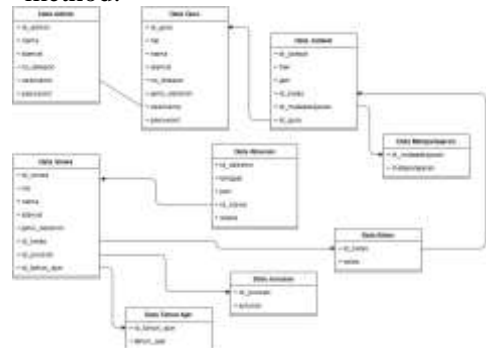 method.
Data Admin
+ id_admin
+ nama
+ alamat
+ no_telepon
+ username
+ password
Data Guru
+ id_guru
+ nip
+ nama
+ alamat
+ no_telepon
+ jenis_kelamin
+ username
+ password
Data Jadwal
+ id_jadwal
+ hari
+ jam
+ id_kelas
+ id_matapelajaran
+ id_guru
Data Matapelajaran
+ id_matapelajaran
+ matapelajaran
Data Siswa
+ id_siswa
+ nis
+ nama
+ alamat
+ jenis_kelamin
+ id_kelas
+ id_jurusan
+ id_tahun_ajar
Data Absensi
+ id_absensi
+ tanggal
+ jam
+ id_siswa
Data Kelas
+ id_kelas
+ kelas
Data Jurusan
+ id_jurusan
+ jurusan
Data Tahun Ajar
+ id_tahun_ajar
+ tahun_ajar